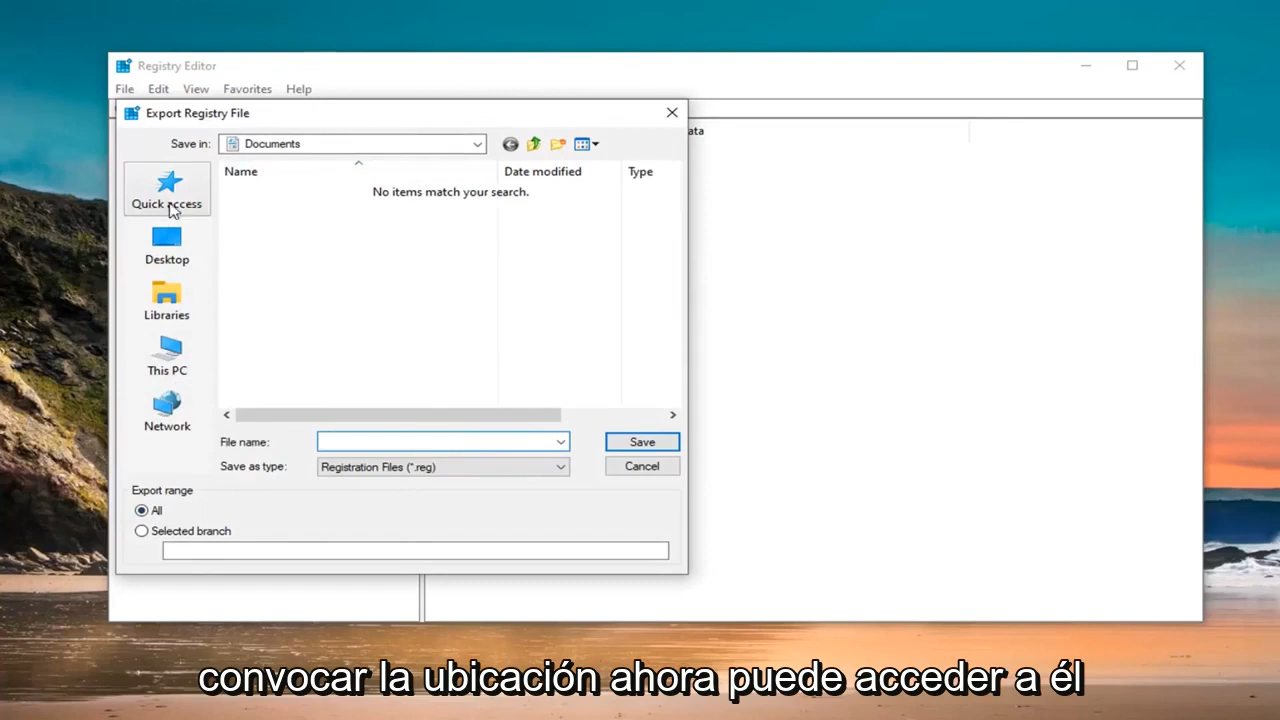 Registry Editor
File Edit View Favorites Help
Export Registry File
ata
Save in: Documents
Name Date modified Type
No items match your search.
Quick access
Desktop
Libraries
This PC
Network
File name: Save
Save as type: Registration Files (*.reg) Cancel
Export range
All
Selected branch
convocar la ubicación ahora puede acceder a él